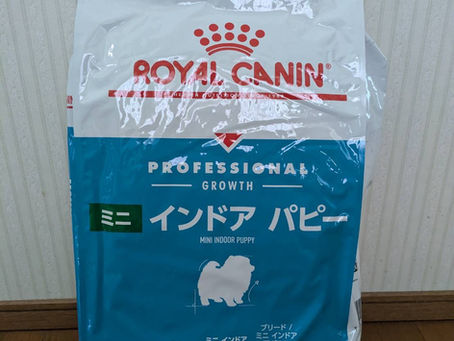 ROYAL CANIN
PROFESSIONAL
GROWTH
ミニ インドア パピー
MINI INDOOR PUPPY
ブリード /
ミニ インドア ミニ インドア